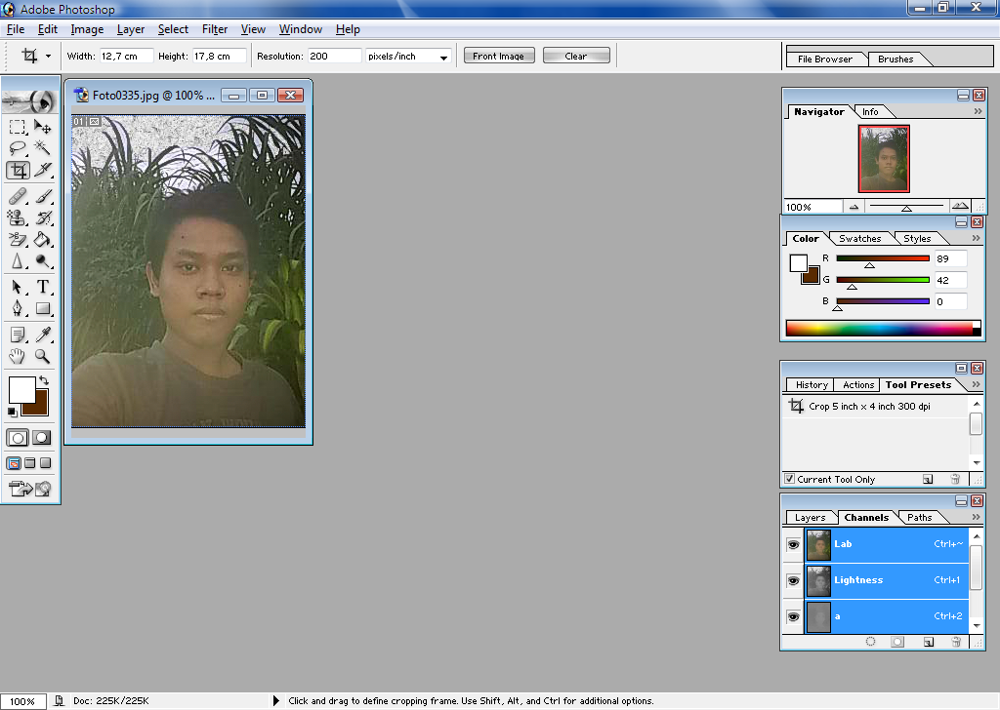 Adobe Photoshop
File Edit Image Layer Select Filter View Window Help
Width: 12,7 cm Height: 17,8 cm Resolution: 200 pixels/inch Front Image Clear File Browser Brushes
Foto0335.jpg @ 100% ...
01
Navigator Info
100%
Color Swatches Styles
R 89
G 42
B 0
History Actions Tool Presets
Crop 5 inch x 4 inch 300 dpi
Current Tool Only
Layers Channels Paths
Lab Ctrl+~
Lightness Ctrl+1
a Ctrl+2
100% Doc: 225K/225K Click and drag to define cropping frame. Use Shift, Alt, and Ctrl for additional options.